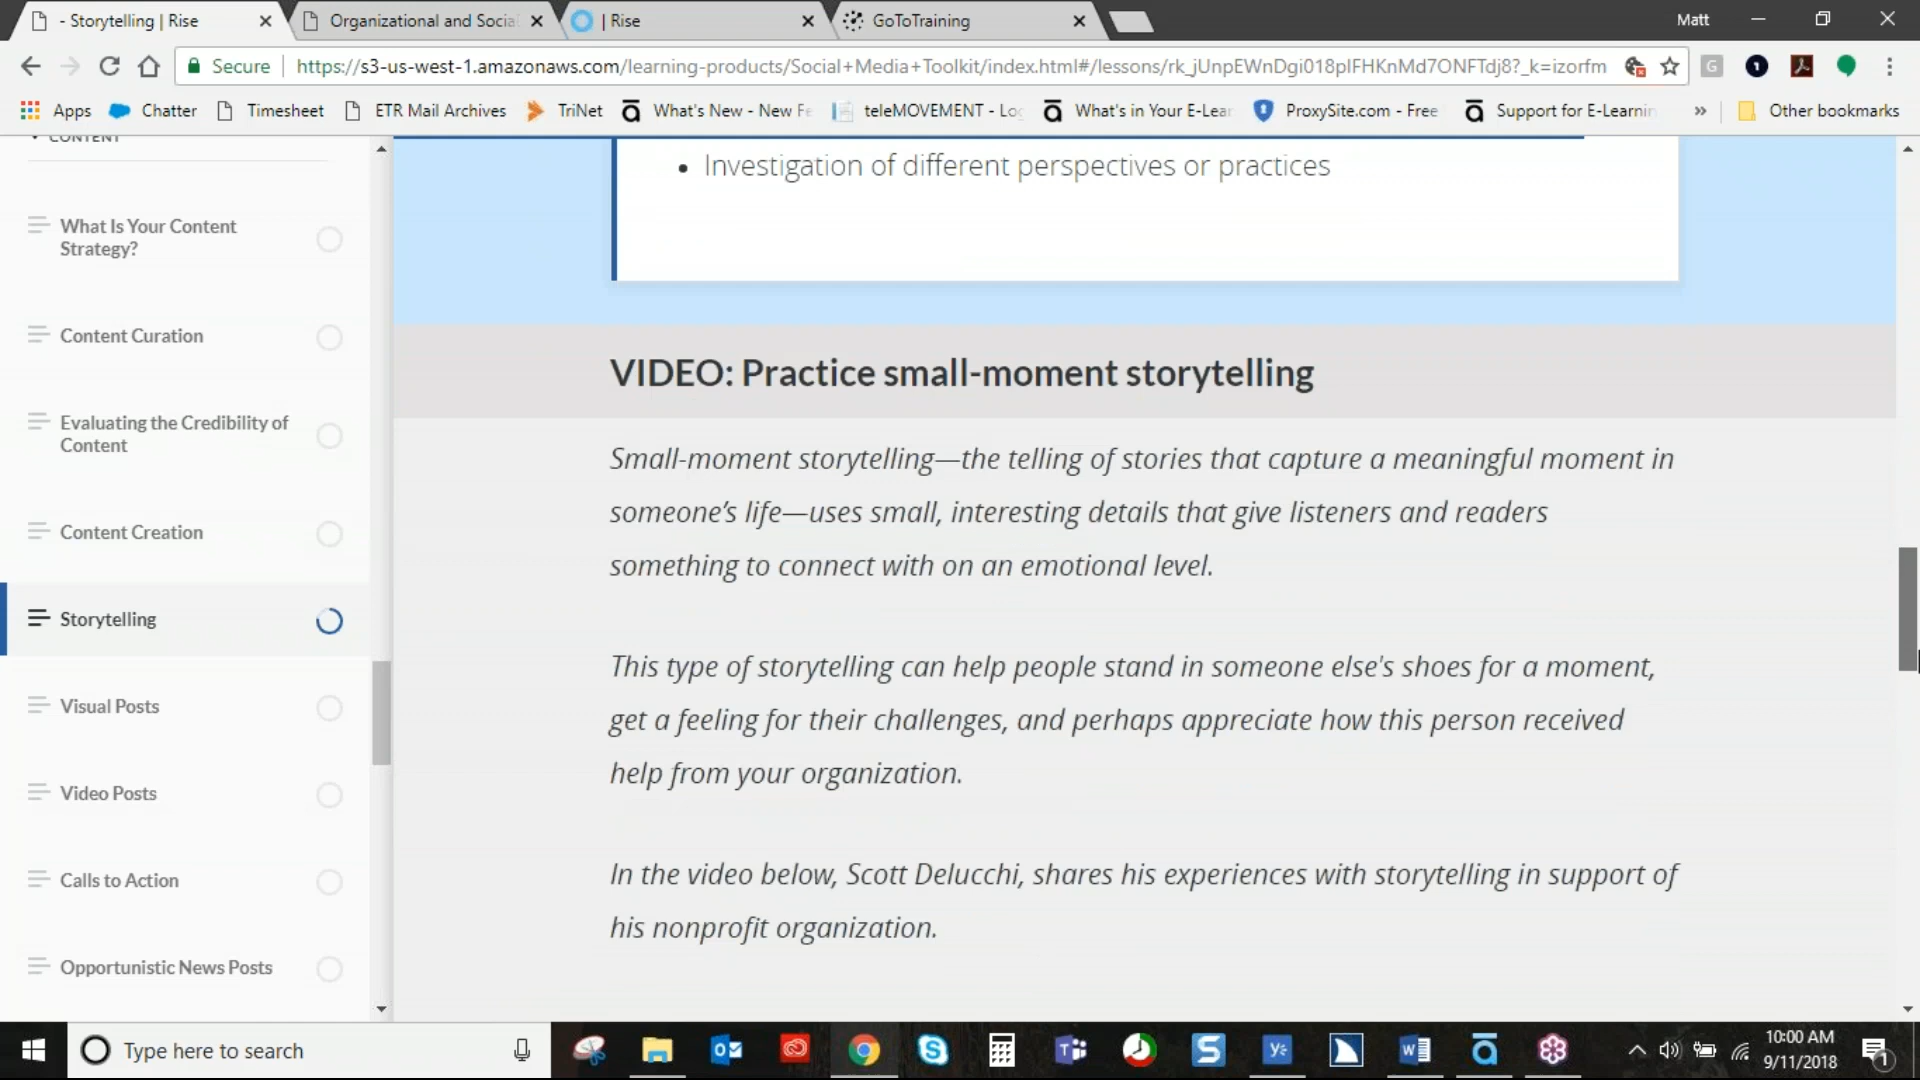 - Storytelling | Rise
Organizational and Social
| Rise
GoToTraining
Matt
Secure
https://s3-us-west-1.amazonaws.com/learning-products/Social+Media+Toolkit/index.html#/lessons/rk_jUnpEWnDgi018plFHKnMd7ONFTdj8?_k=izorfm
Apps
Chatter
Timesheet
ETR Mail Archives
TriNet
What's New - New Fe
teleMOVEMENT - Log
What's in Your E-Lear
ProxySite.com - Free
Support for E-Learnin
»
Other bookmarks
CONTENT
What Is Your Content
Strategy?
Content Curation
Evaluating the Credibility of
Content
Content Creation
Storytelling
Visual Posts
Video Posts
Calls to Action
Opportunistic News Posts
• Investigation of different perspectives or practices
VIDEO: Practice small-moment storytelling
Small-moment storytelling—the telling of stories that capture a meaningful moment in
someone’s life—uses small, interesting details that give listeners and readers
something to connect with on an emotional level.
This type of storytelling can help people stand in someone else's shoes for a moment,
get a feeling for their challenges, and perhaps appreciate how this person received
help from your organization.
In the video below, Scott Delucchi, shares his experiences with storytelling in support of
his nonprofit organization.
Type here to search
10:00 AM
9/11/2018
1